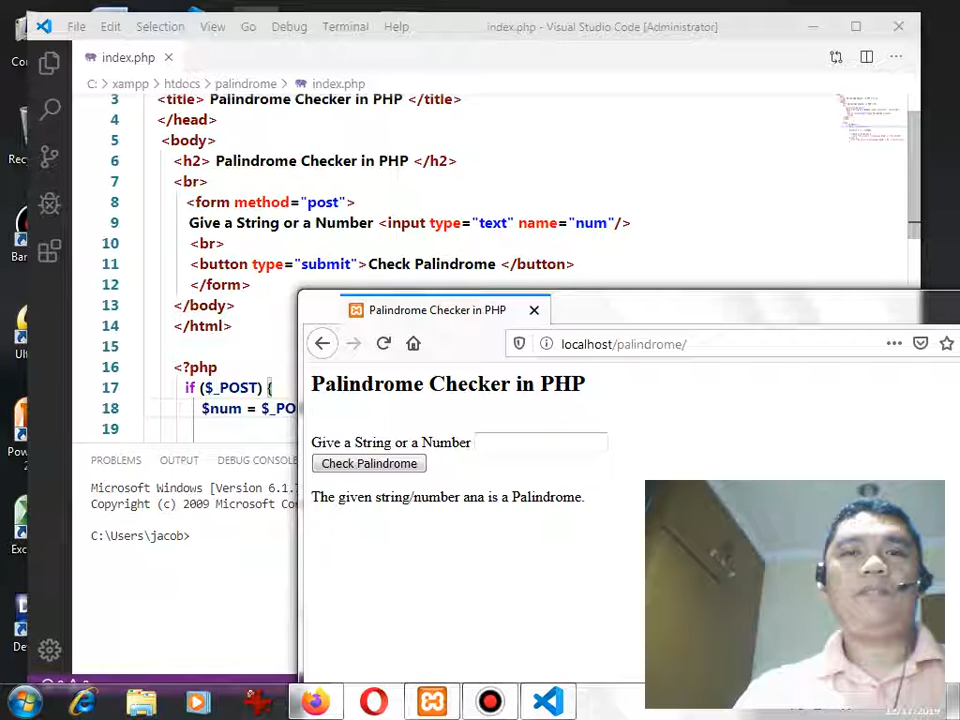 File Edit Selection View Go Debug Terminal Help index.php - Visual Studio Code [Administrator]
index.php
C: > xampp > htdocs > palindrome > index.php
3 <title> Palindrome Checker in PHP </title>
4 </head>
5 <body>
6 <h2> Palindrome Checker in PHP </h2>
7 <br>
8 <form method="post">
9 Give a String or a Number <input type="text" name="num"/>
10 <br>
11 <button type="submit">Check Palindrome </button>
12 </form>
13 </body>
14 </html>
15
16 <?php
17 if ($_POST) {
18 $num = $_PO
19
PROBLEMS OUTPUT DEBUG CONSOLE
Microsoft Windows [Version 6.1.7
Copyright (c) 2009 Microsoft Co
C:\Users\jacob>
Palindrome Checker in PHP
localhost/palindrome/
Palindrome Checker in PHP
Give a String or a Number
Check Palindrome
The given string/number ana is a Palindrome.
12/17/2019